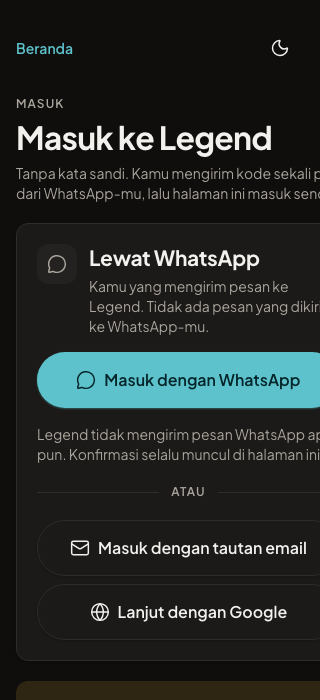 Beranda
MASUK
Masuk ke Legend
Tanpa kata sandi. Kamu mengirim kode sekali
dari WhatsApp-mu, lalu halaman ini masuk
Lewat WhatsApp
Kamu yang mengirim pesan ke
Legend. Tidak ada pesan yang
ke WhatsApp-mu.
Masuk dengan WhatsApp
Legend tidak mengirim pesan WhatsApp
pun. Konfirmasi selalu muncul di halaman ini
ATAU
Masuk dengan tautan email
Lanjut dengan Google